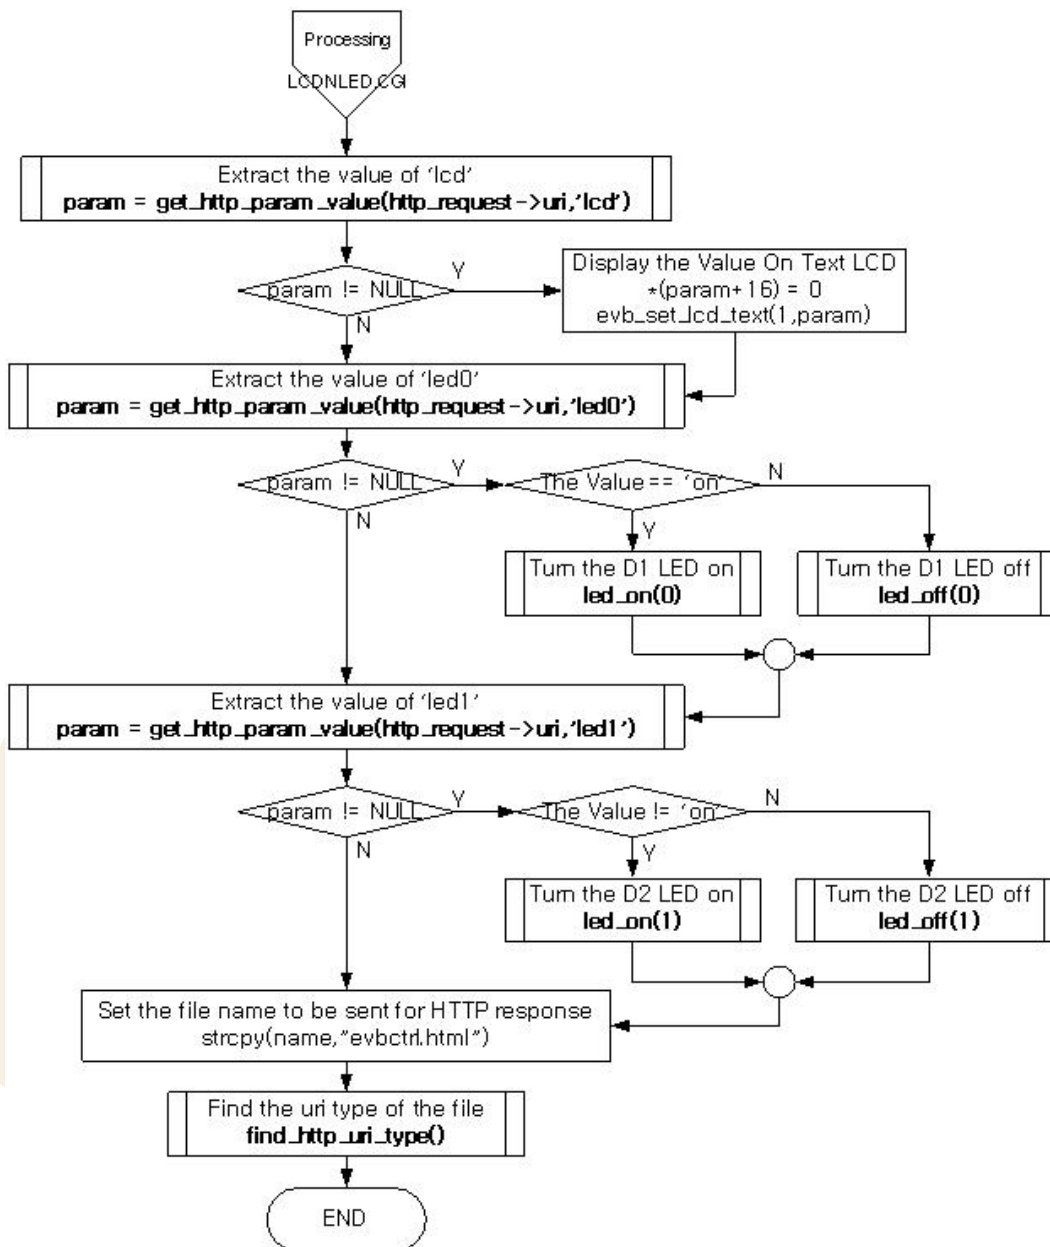 Processing
LCDNLED.CGI
Extract the value of 'lcd'
param = get_http_param_value(http_request->uri,'lcd')
param != NULL
Y
N
Display the Value On Text LCD
*(param+16) = 0
evb_set_lcd_text(1,param)
Extract the value of 'led0'
param = get_http_param_value(http_request->uri,'led0')
param != NULL
Y
N
The Value == 'on'
N
Y
Turn the D1 LED on
led_on(0)
Turn the D1 LED off
led_off(0)
Extract the value of 'led1'
param = get_http_param_value(http_request->uri,'led1')
param != NULL
Y
N
The Value != 'on'
N
Y
Turn the D2 LED on
led_on(1)
Turn the D2 LED off
led_off(1)
Set the file name to be sent for HTTP response
strcpy(name,"evbctrl.html")
Find the uri type of the file
find_http_uri_type()
END